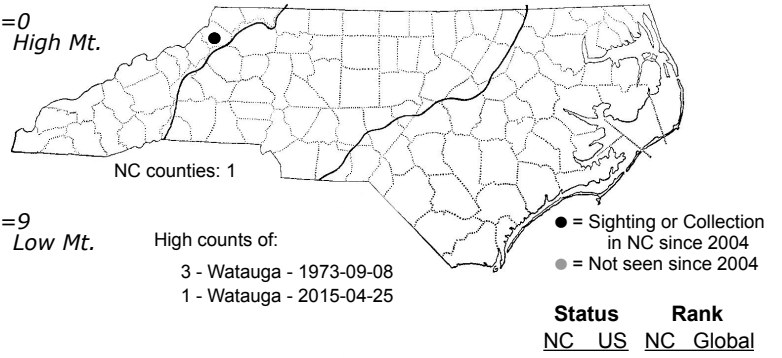 =0
High Mt.
NC counties: 1
=9
Low Mt.
High counts of:
3 - Watauga - 1973-09-08
1 - Watauga - 2015-04-25
● = Sighting or Collection
in NC since 2004
● = Not seen since 2004
Status Rank
NC US NC Global